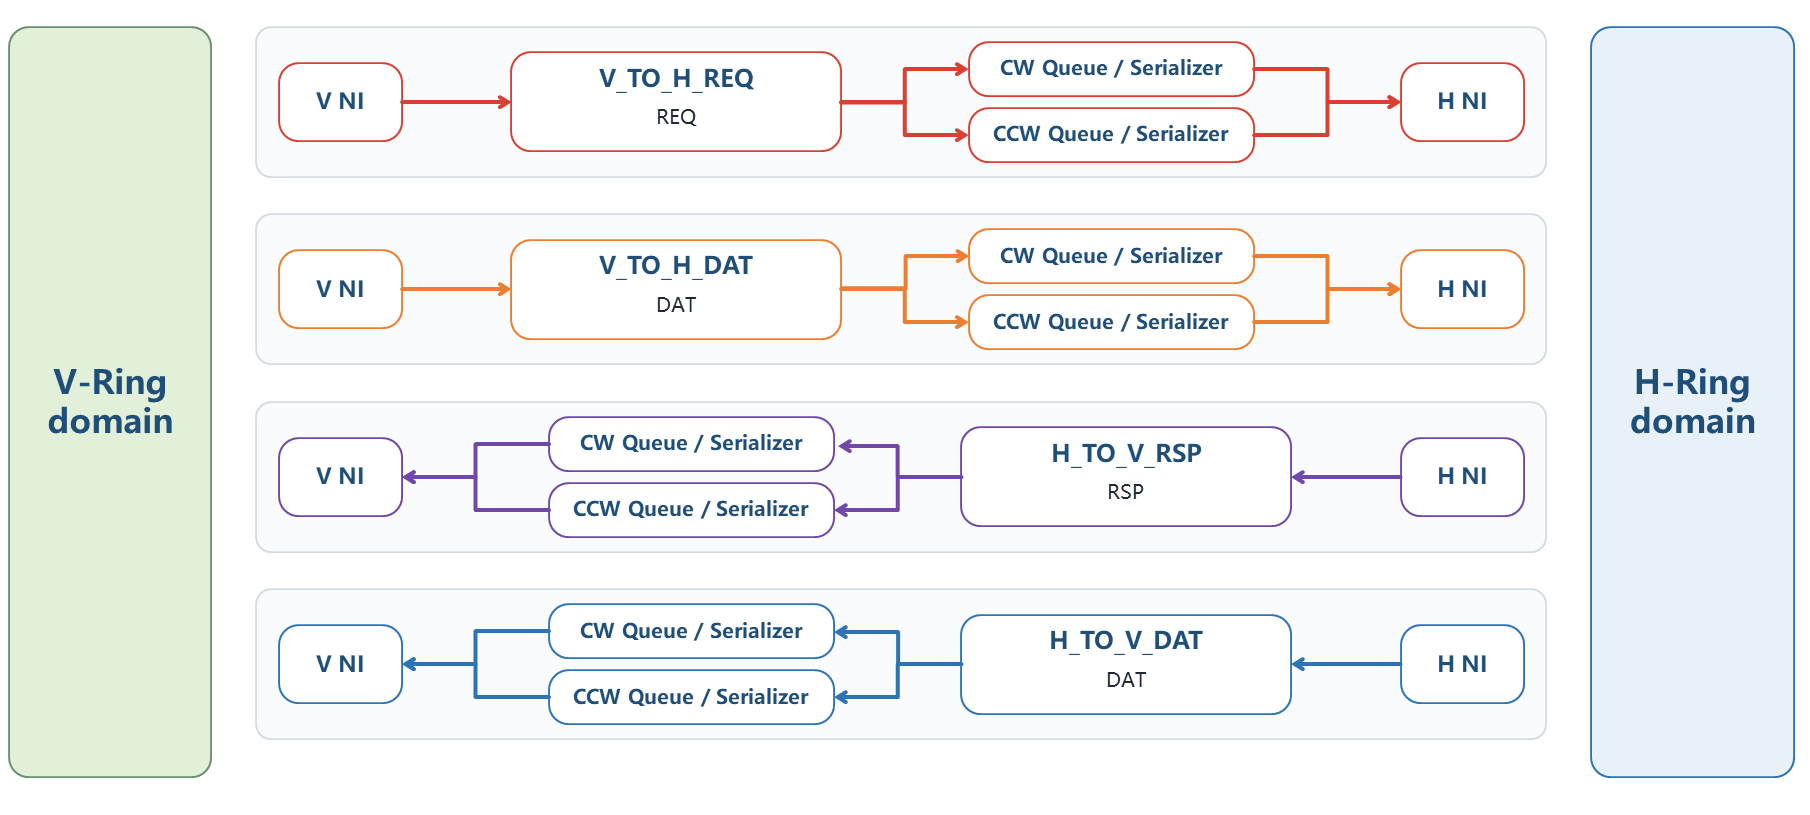 V-Ring
domain
V NI
V_TO_H_REQ
REQ
CW Queue / Serializer
CCW Queue / Serializer
H NI
V NI
V_TO_H_DAT
DAT
CW Queue / Serializer
CCW Queue / Serializer
H NI
V NI
CW Queue / Serializer
CCW Queue / Serializer
H_TO_V_RSP
RSP
H NI
V NI
CW Queue / Serializer
CCW Queue / Serializer
H_TO_V_DAT
DAT
H NI
H-Ring
domain